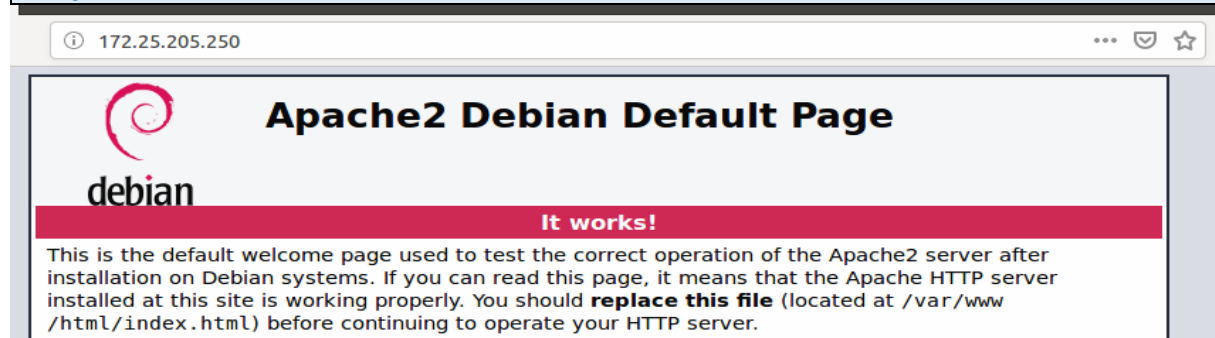 172.25.205.250
Apache2 Debian Default Page
debian
It works!
This is the default welcome page used to test the correct operation of the Apache2 server after
installation on Debian systems. If you can read this page, it means that the Apache HTTP server
installed at this site is working properly. You should replace this file (located at /var/www
/html/index.html) before continuing to operate your HTTP server.